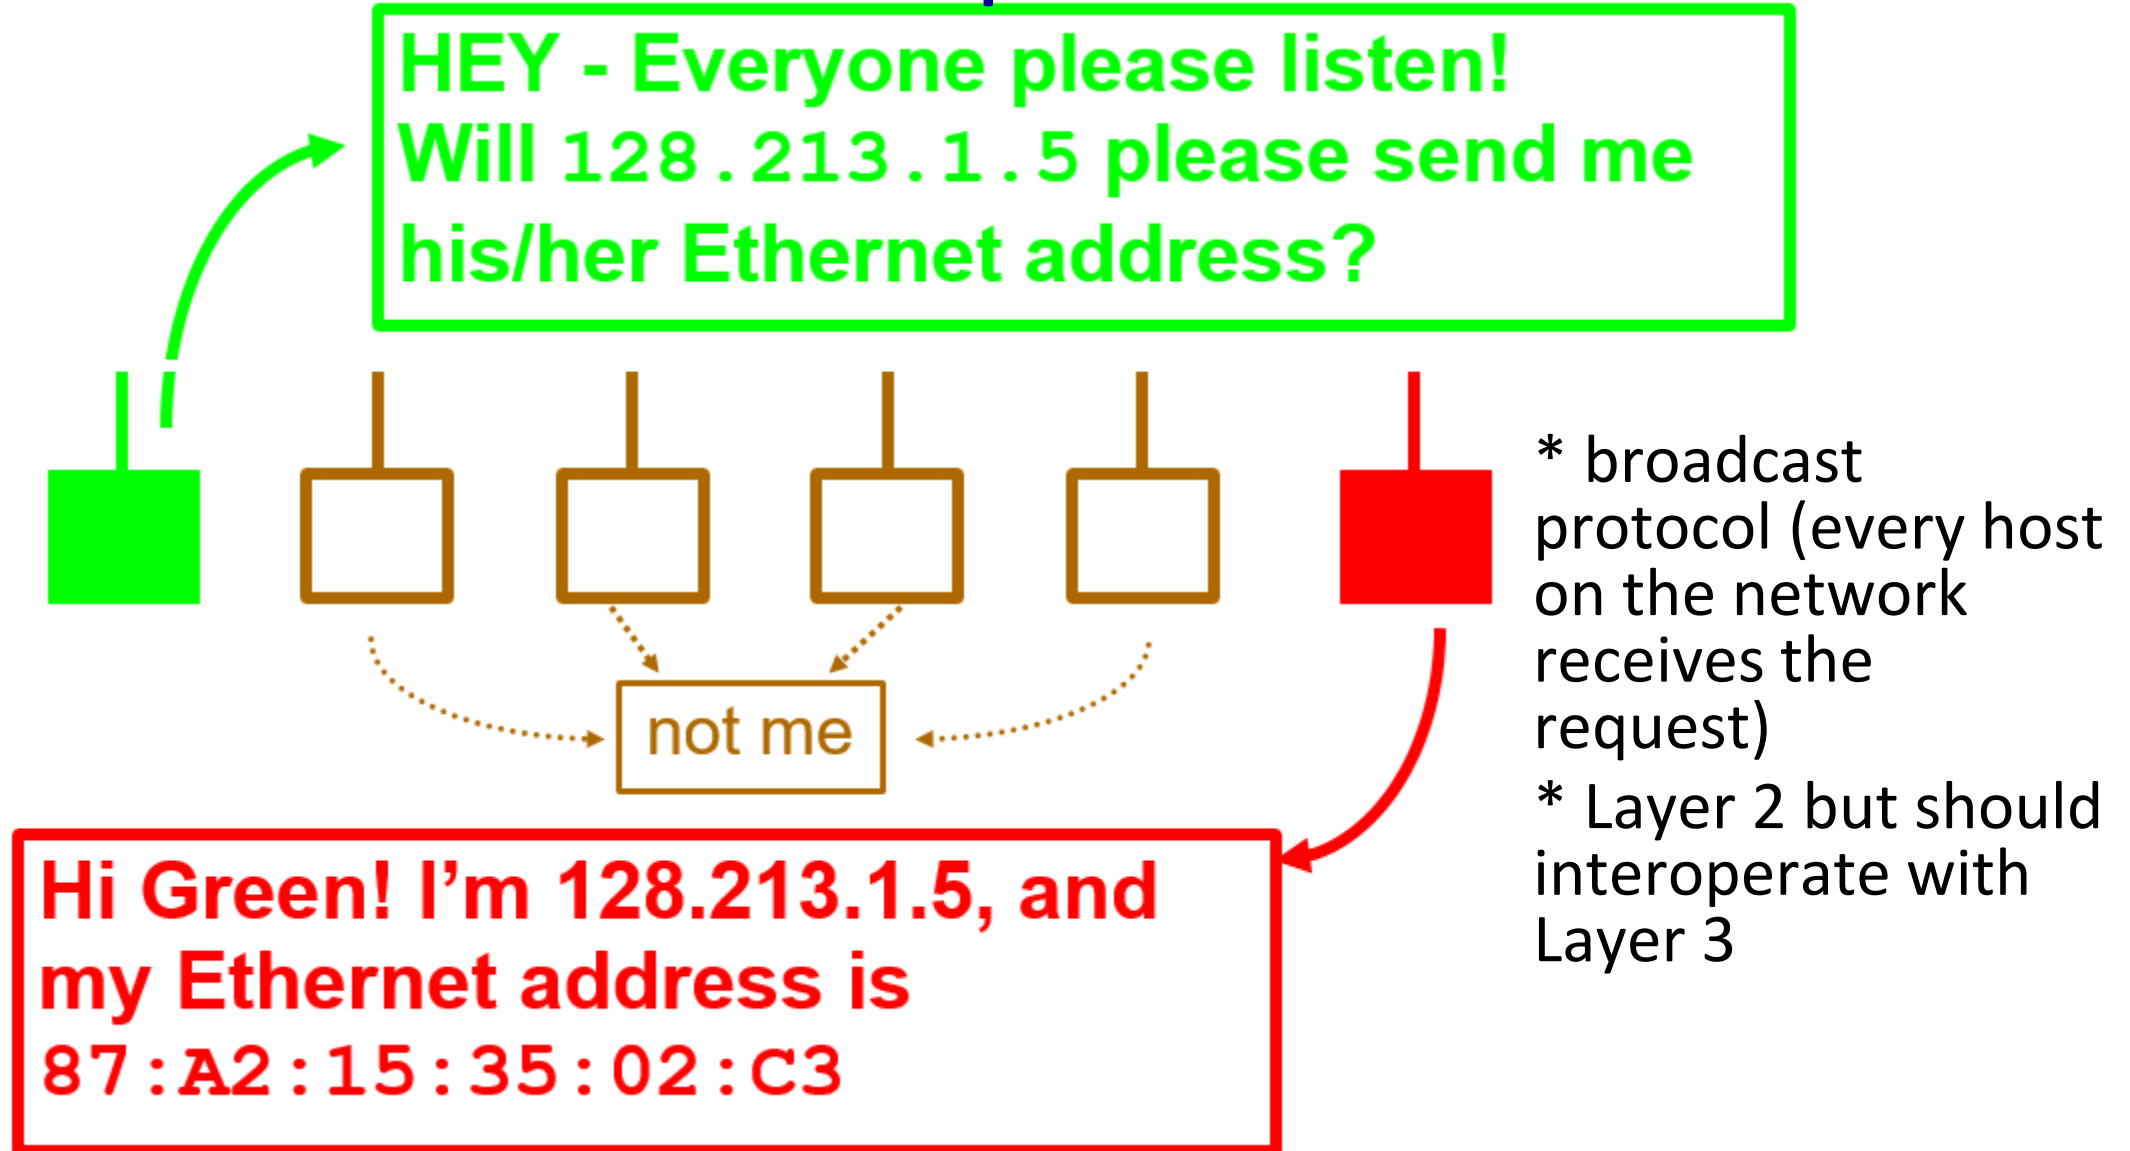 HEY - Everyone please listen!
Will 128.213.1.5 please send me
his/her Ethernet address?
not me
Hi Green! I’m 128.213.1.5, and
my Ethernet address is
87:A2:15:35:02:C3
* broadcast
protocol (every host
on the network
receives the
request)
* Layer 2 but should
interoperate with
Layer 3